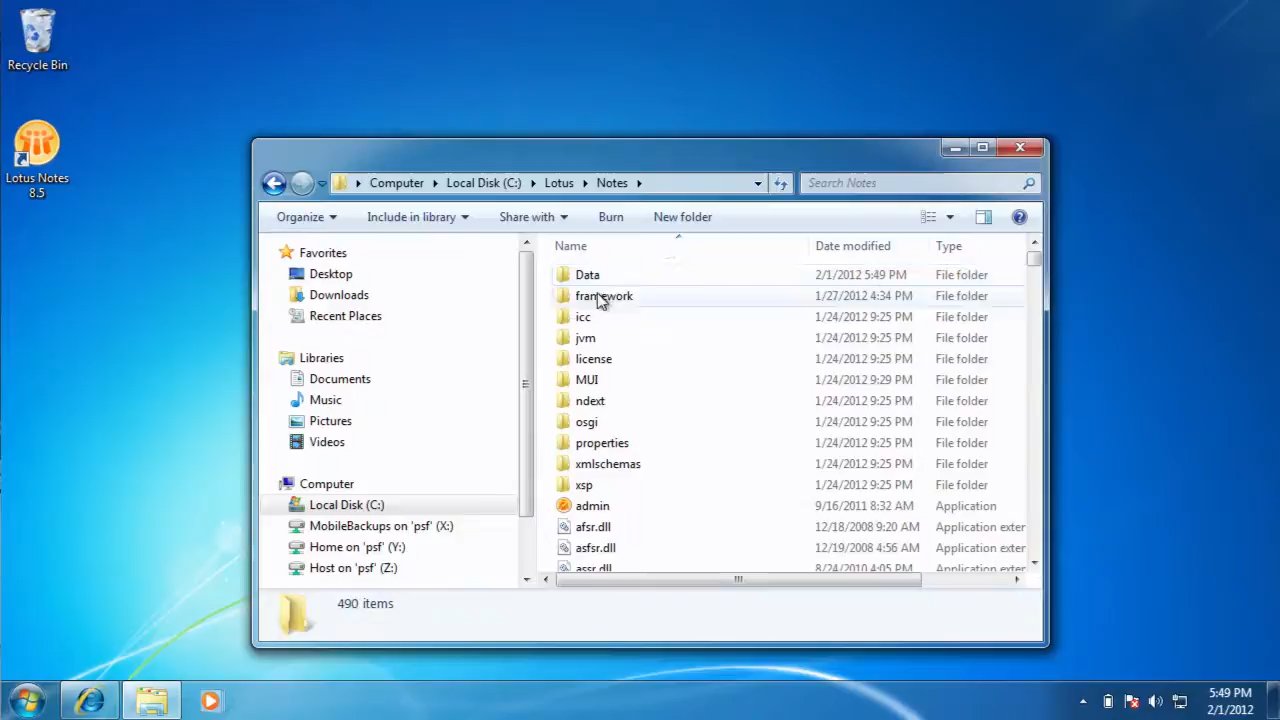 Recycle Bin
Lotus Notes
8.5
Computer Local Disk (C:) Lotus Notes
Search Notes
Organize Include in library Share with Burn New folder
Favorites
Desktop
Downloads
Recent Places
Libraries
Documents
Music
Pictures
Videos
Computer
Local Disk (C:)
MobileBackups on 'psf' (X:)
Home on 'psf' (Y:)
Host on 'psf' (Z:)
Name Date modified Type
Data 2/1/2012 5:49 PM File folder
framework 1/27/2012 4:34 PM File folder
icc 1/24/2012 9:25 PM File folder
jvm 1/24/2012 9:25 PM File folder
license 1/24/2012 9:25 PM File folder
MUI 1/24/2012 9:29 PM File folder
ndext 1/24/2012 9:25 PM File folder
osgi 1/24/2012 9:25 PM File folder
properties 1/24/2012 9:25 PM File folder
xmlschemas 1/24/2012 9:25 PM File folder
xsp 1/24/2012 9:25 PM File folder
admin 9/16/2011 8:32 AM Application
afsr.dll 12/18/2008 9:20 AM Application exter
asfsr.dll 12/19/2008 4:56 AM Application exter
assr.dll 8/24/2010 4:05 PM Application exter
490 items
5:49 PM
2/1/2012